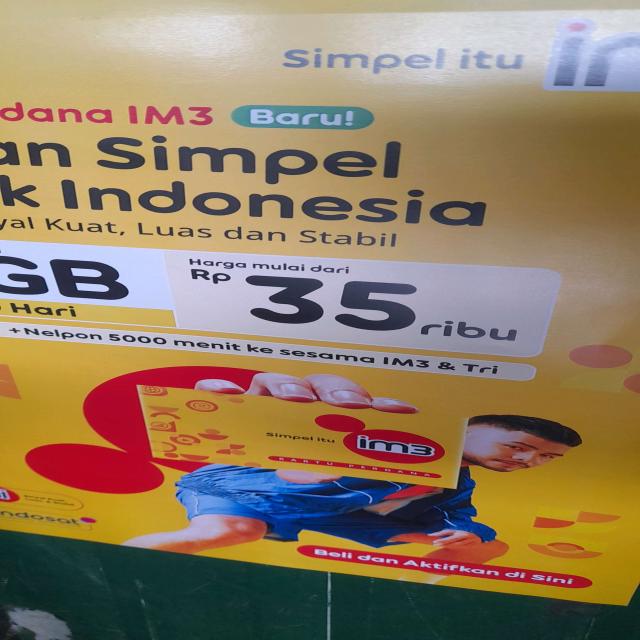 Simpel itu im
dana IM3 Baru!
an Simpel
k Indonesia
yal Kuat, Luas dan Stabil
GB
Hari
Harga mulai dari
Rp 35 ribu
+Nelpon 5000 menit ke sesama IM3 & Tri
Simpel itu im3
KARTU PERDANA
ndosat
Beli dan Aktifkan di Sini